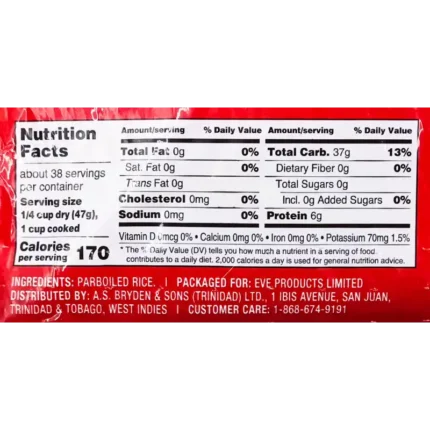 Nutrition Facts
about 38 servings
per container
Serving size
1/4 cup dry (47g),
1 cup cooked
Calories
per serving 170
Amount/serving % Daily Value
Total Fat 0g 0%
Sat. Fat 0g 0%
Trans Fat 0g
Cholesterol 0mg 0%
Sodium 0mg 0%
Amount/serving % Daily Value
Total Carb. 37g 13%
Dietary Fiber 0g 0%
Total Sugars 0g
Incl. 0g Added Sugars 0%
Protein 6g
Vitamin D 0mcg 0% • Calcium 0mg 0% • Iron 0mg 0% • Potassium 70mg 1.5%
* The % Daily Value (DV) tells you how much a nutrient in a serving of food
contributes to a daily diet. 2,000 calories a day is used for general nutrition advice.
INGREDIENTS: PARBOILED RICE. | PACKAGED FOR: EVE PRODUCTS LIMITED
DISTRIBUTED BY: A.S. BRYDEN & SONS (TRINIDAD) LTD., 1 IBIS AVENUE, SAN JUAN,
TRINIDAD & TOBAGO, WEST INDIES | CUSTOMER CARE: 1-868-674-9191